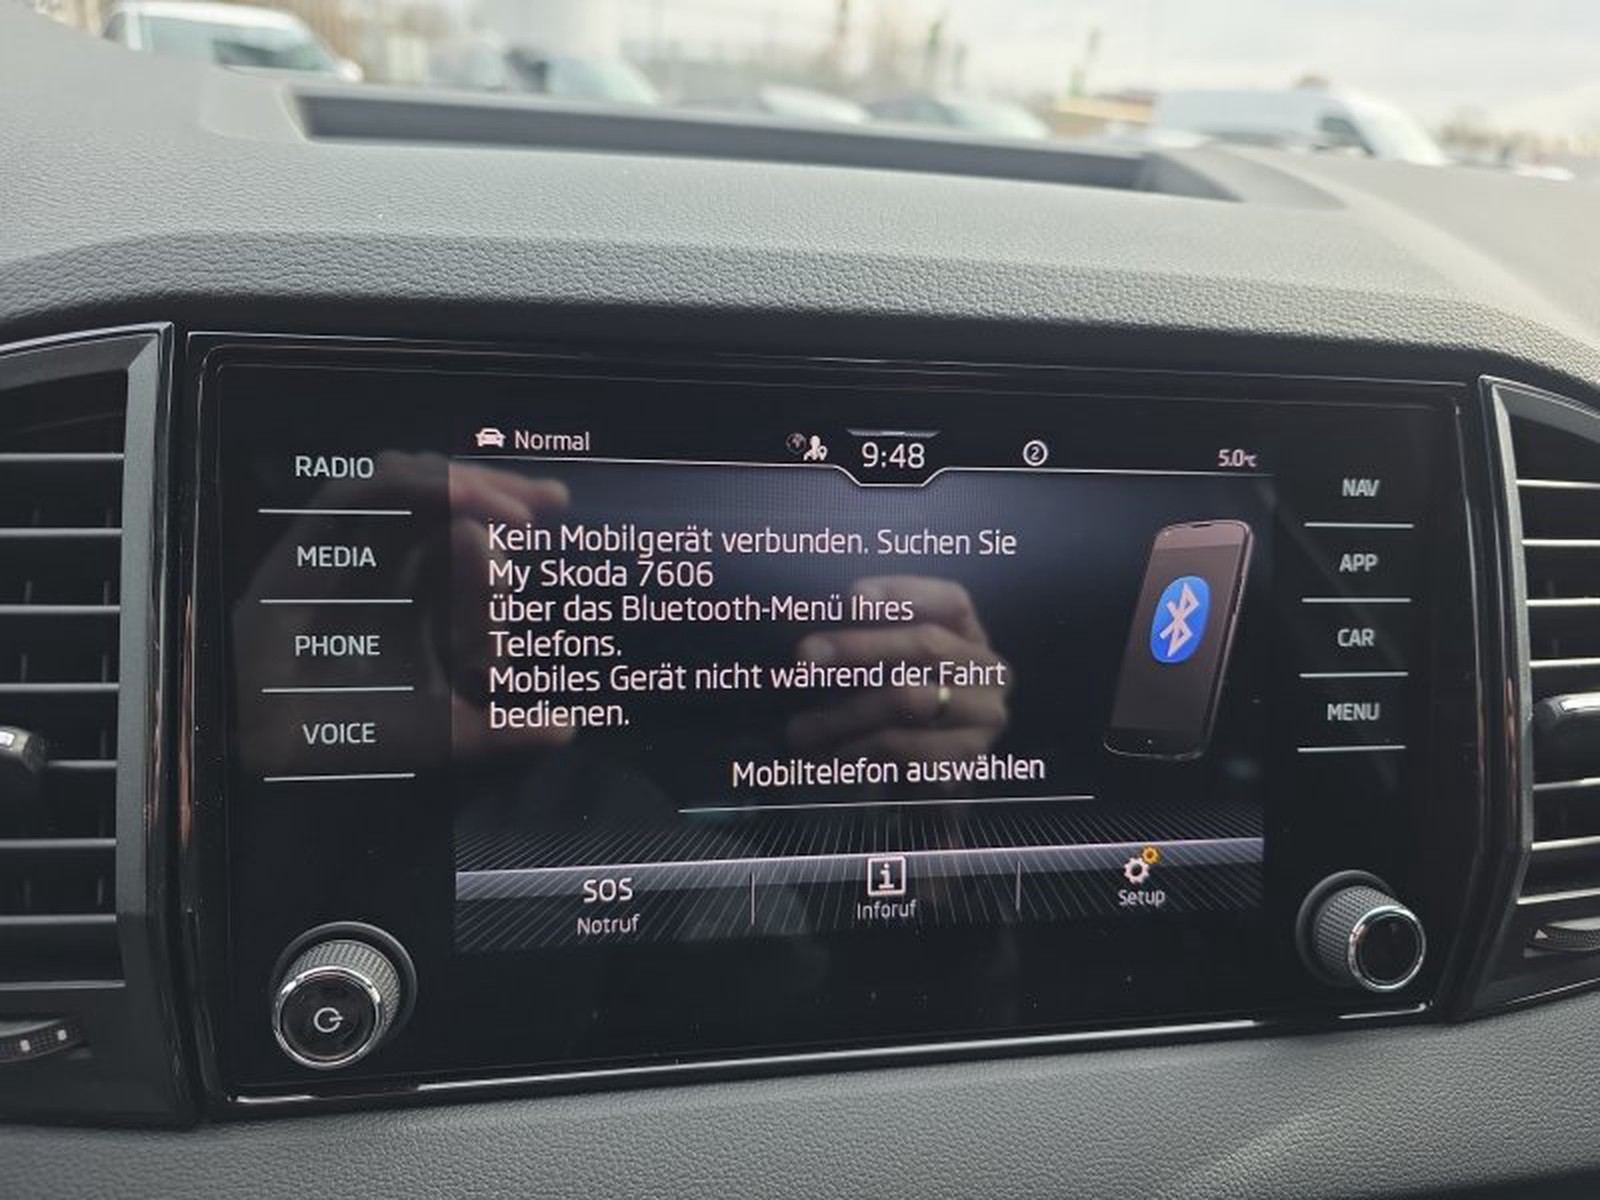 Normal
9:48
2
5.0°C
RADIO
MEDIA
PHONE
VOICE
Kein Mobilgerät verbunden. Suchen Sie
My Skoda 7606
über das Bluetooth-Menü Ihres
Telefons.
Mobiles Gerät nicht während der Fahrt
bedienen.
Mobiltelefon auswählen
SOS
Notruf
i
Inforuf
Setup
NAV
APP
CAR
MENU